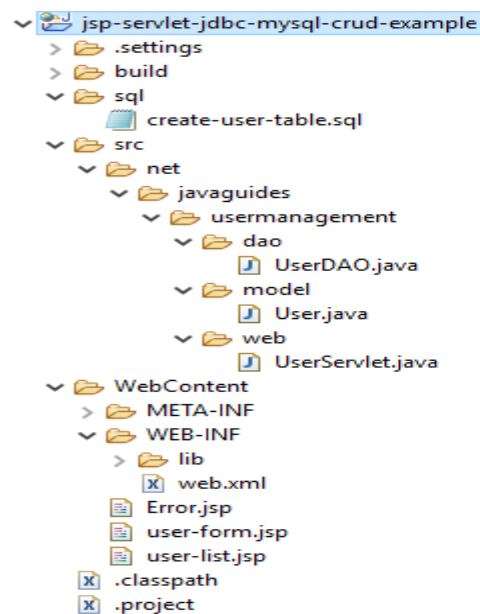 jsp-servlet-jdbc-mysql-crud-example
.settings
build
sql
create-user-table.sql
src
net
javaguides
usermanagement
dao
UserDAO.java
model
User.java
web
UserServlet.java
WebContent
META-INF
WEB-INF
lib
web.xml
Error.jsp
user-form.jsp
user-list.jsp
.classpath
.project